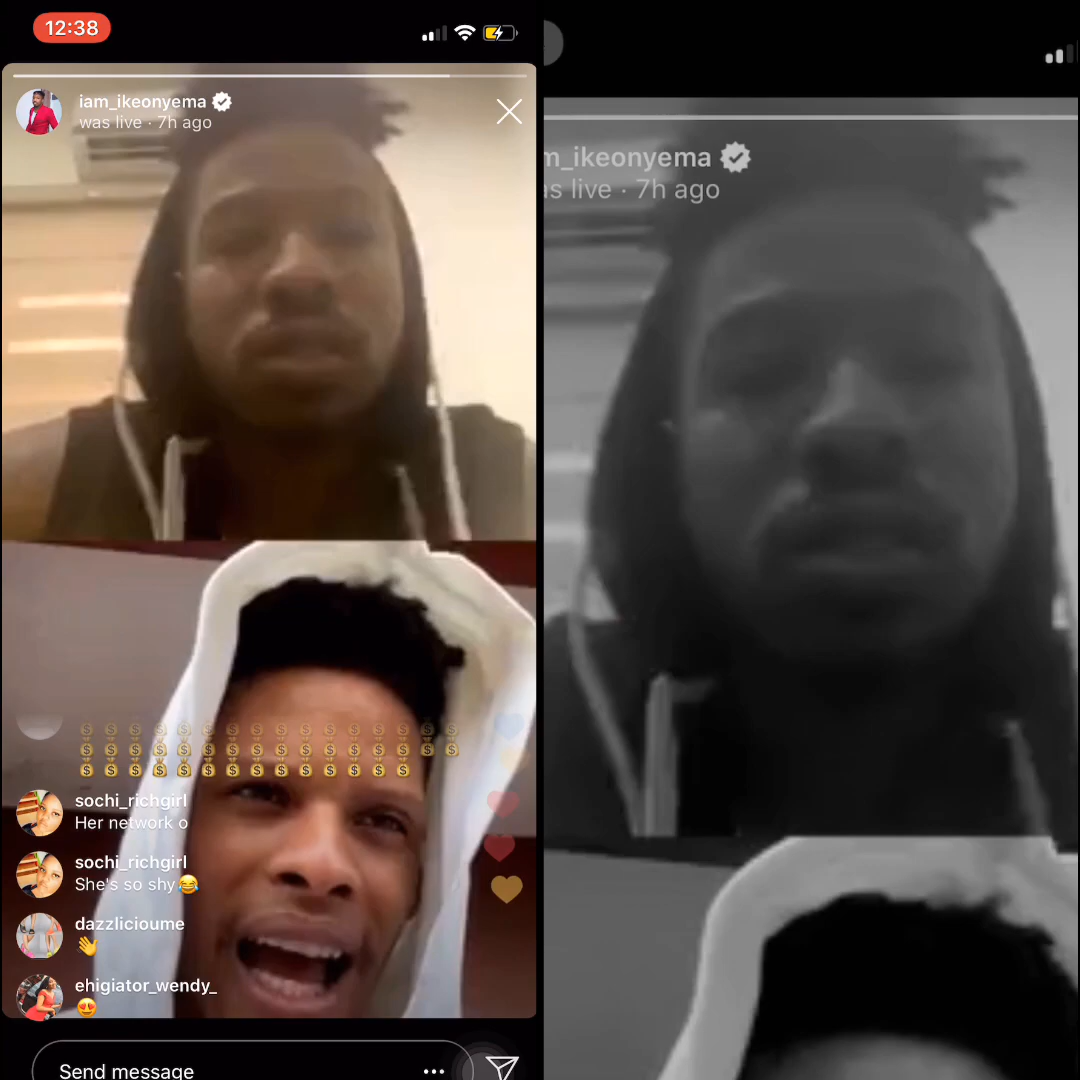 12:38
iam_ikeonyema
was live · 7h ago
sochi_richgirl
Her network o
sochi_richgirl
She's so shy😂
dazzlicioume
👋
ehigiator_wendy_
😍
Send message
m_ikeonyema
s live · 7h ago